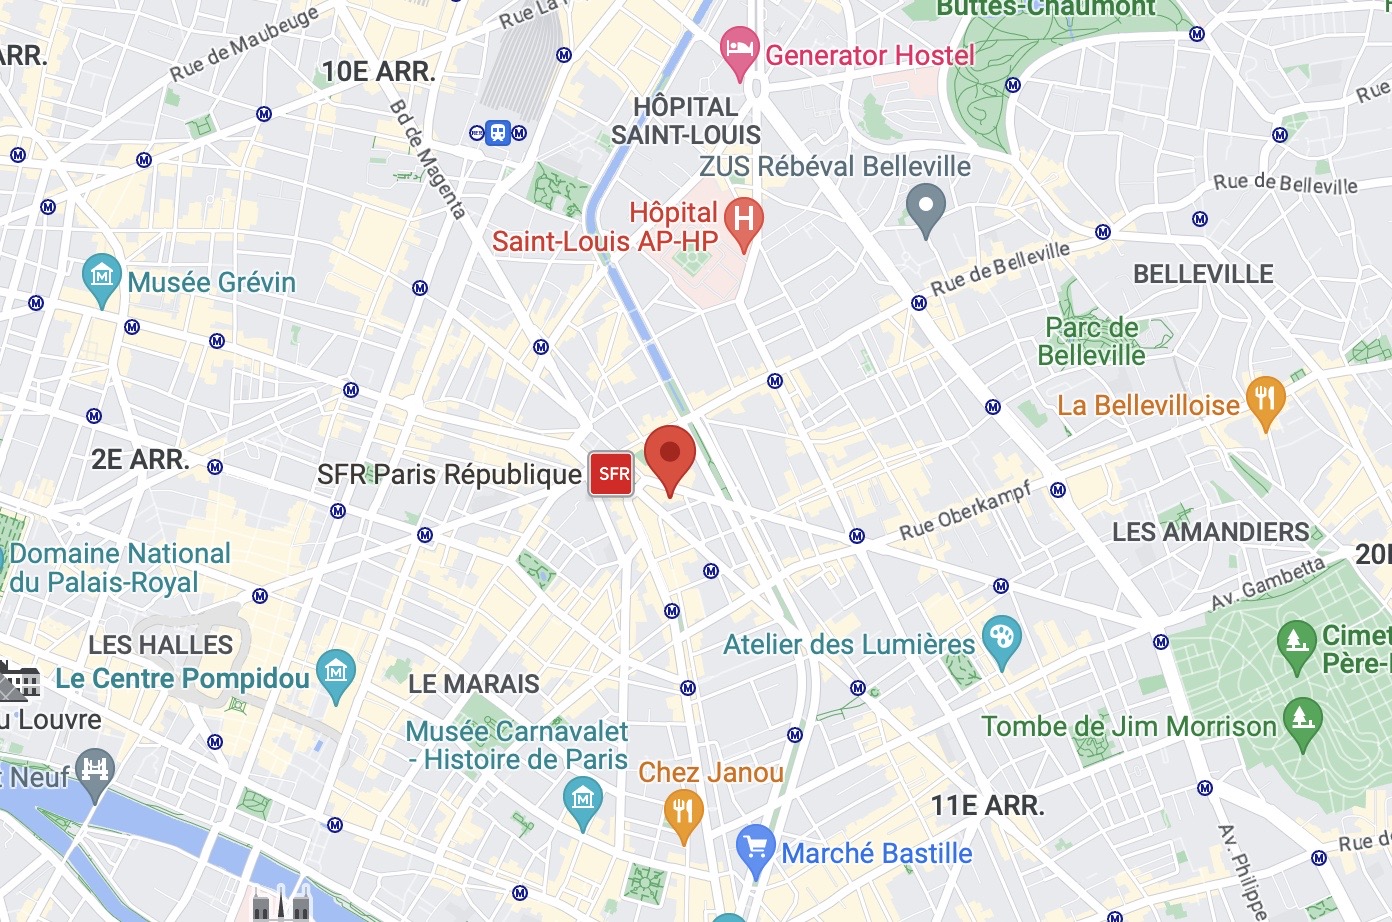 Rue de Maubeuge
Rue La
Buttes-Chaumont
ARR.
10E ARR.
Generator Hostel
HÔPITAL
SAINT-LOUIS
Rue
Bd de Magenta
ZUS Rébéval Belleville
Rue de Belleville
Hôpital
Saint-Louis AP-HP
Rue de Belleville
BELLEVILLE
Musée Grévin
Parc de
Belleville
La Bellevilloise
2E ARR.
SFR Paris République
SFR
Rue Oberkampf
LES AMANDIERS
Domaine National
du Palais-Royal
Av. Gambetta
LES HALLES
Atelier des Lumières
Le Centre Pompidou
LE MARAIS
u Louvre
Musée Carnavalet
- Histoire de Paris
Tombe de Jim Morrison
Neuf
Chez Janou
11E ARR.
Marché Bastille
Av. Philippe
Rue d